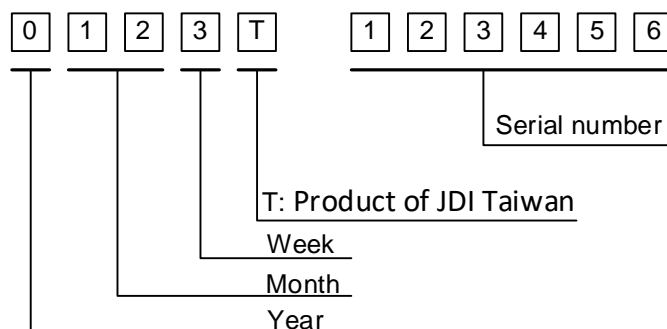 0 1 2 3 T 1 2 3 4 5 6
Serial number
T: Product of JDI Taiwan
Week
Month
Year